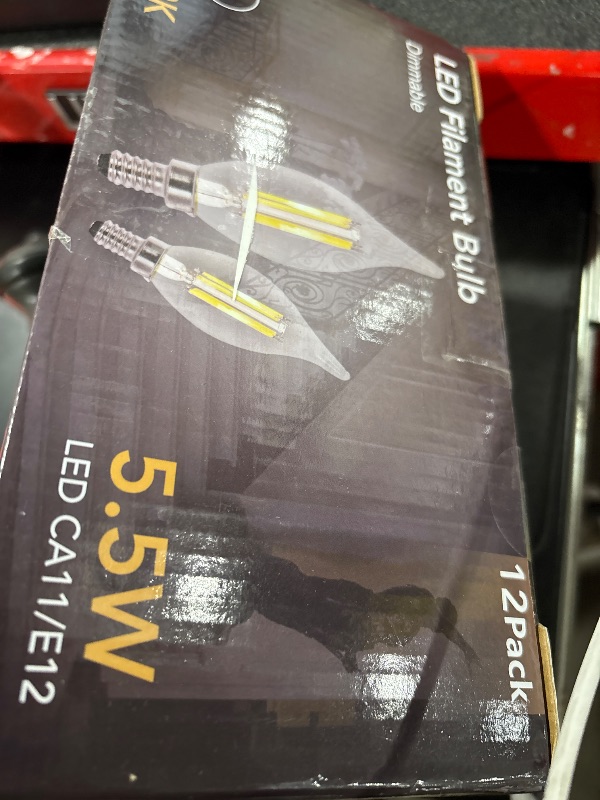 LED Filament Bulb
Dimmable
12Pack
5.5W
LED CA11/E12